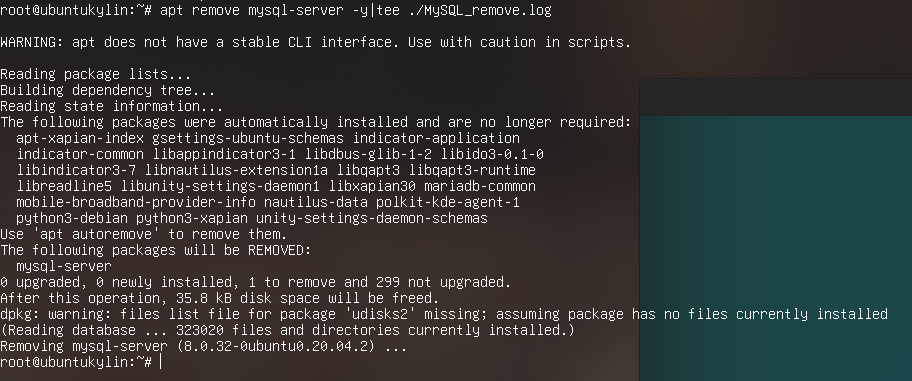 root@ubuntukylin:~# apt remove mysql-server -y|tee ./MySQL_remove.log

WARNING: apt does not have a stable CLI interface. Use with caution in scripts.

Reading package lists...
Building dependency tree...
Reading state information...
The following packages were automatically installed and are no longer required:
  apt-xapian-index gsettings-ubuntu-schemas indicator-application
  indicator-common libappindicator3-1 libdbus-glib-1-2 libido3-0.1-0
  libindicator3-7 libnautilus-extension1a libqapt3 libqapt3-runtime
  libreadline5 libunity-settings-daemon1 libxapian30 mariadb-common
  mobile-broadband-provider-info nautilus-data polkit-kde-agent-1
  python3-debian python3-xapian unity-settings-daemon-schemas
Use 'apt autoremove' to remove them.
The following packages will be REMOVED:
  mysql-server
0 upgraded, 0 newly installed, 1 to remove and 299 not upgraded.
After this operation, 35.8 kB disk space will be freed.
dpkg: warning: files list file for package 'udisks2' missing; assuming package has no files currently installed
(Reading database ... 323020 files and directories currently installed.)
Removing mysql-server (8.0.32-0ubuntu0.20.04.2) ...
root@ubuntukylin:~#